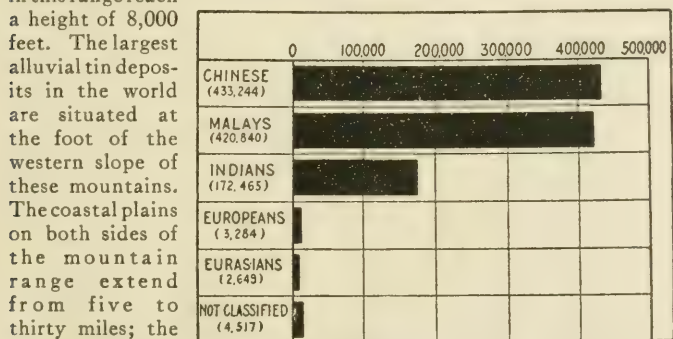 a height of 8,000
feet. The largest
alluvial tin depos-
its in the world
are situated at
the foot of the
western slope of
these mountains.
The coastal plains
on both sides of
the mountain
range extend
from five to
thirty miles; the
0 100,000 200,000 300,000 400,000 500,000
CHINESE
(433,244)
MALAYS
(420,840)
INDIANS
(172,465)
EUROPEANS
(3,284)
EURASIANS
(2,649)
NOT CLASSIFIED
(4,517)